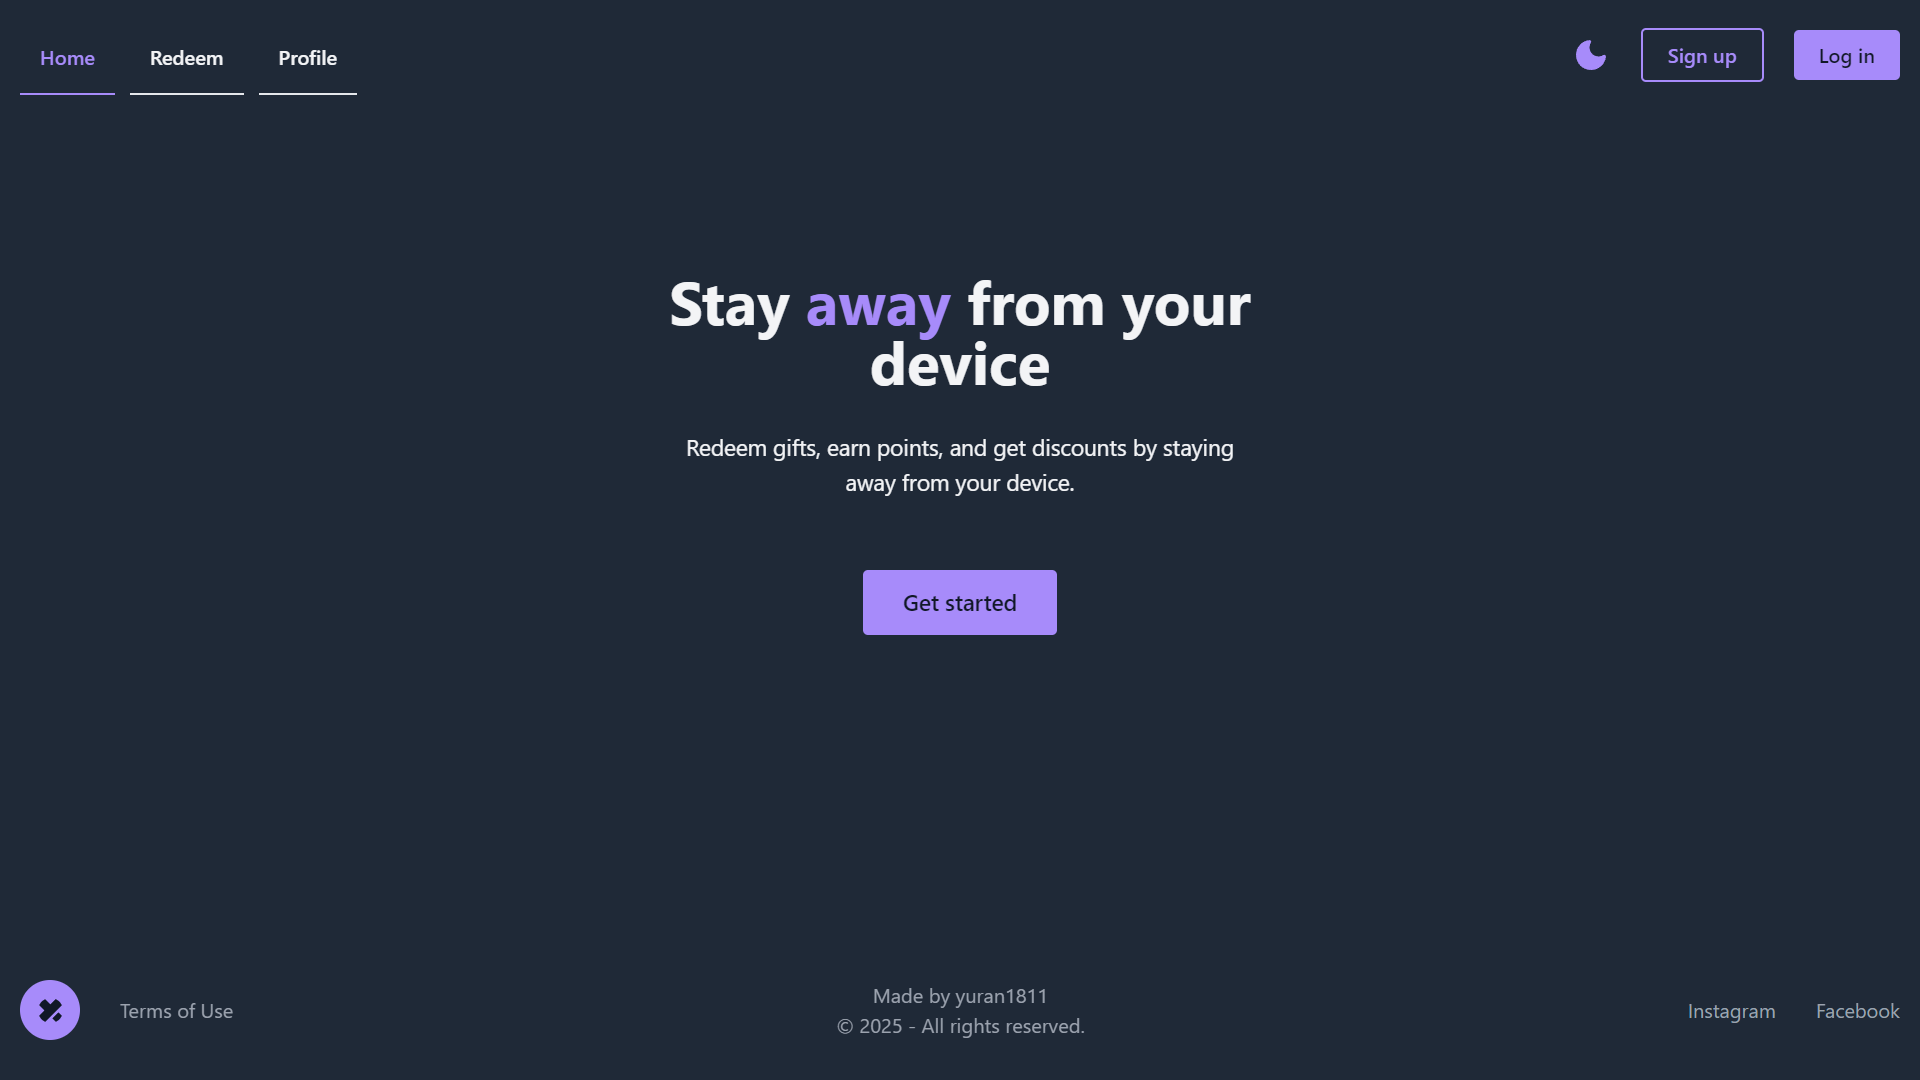 Home
Redeem
Profile
Sign up
Log in
Stay away from your
device
Redeem gifts, earn points, and get discounts by staying
away from your device.
Get started
Terms of Use
Made by yuran1811
© 2025 - All rights reserved.
Instagram
Facebook